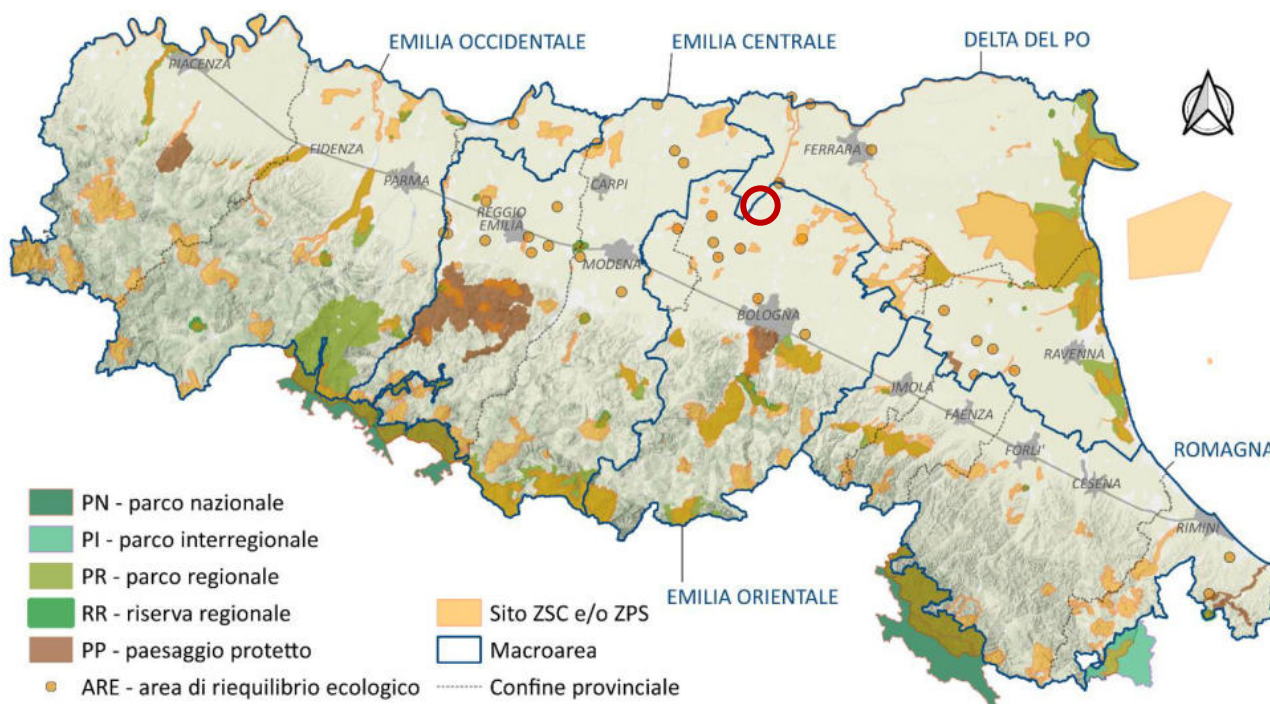 EMILIA OCCIDENTALE
EMILIA CENTRALE
DELTA DEL PO
PIACENZA
FIDENZA
PARMA
REGGIO
EMILIA
CARPI
MODENA
FERRARA
BOLOGNA
IMOLA
FAENZA
FORLI'
CESENA
RAVENNA
RIMINI
ROMAGNA
EMILIA ORIENTALE
PN - parco nazionale
PI - parco interregionale
PR - parco regionale
RR - riserva regionale
PP - paesaggio protetto
ARE - area di riequilibrio ecologico
Sito ZSC e/o ZPS
Macroarea
Confine provinciale